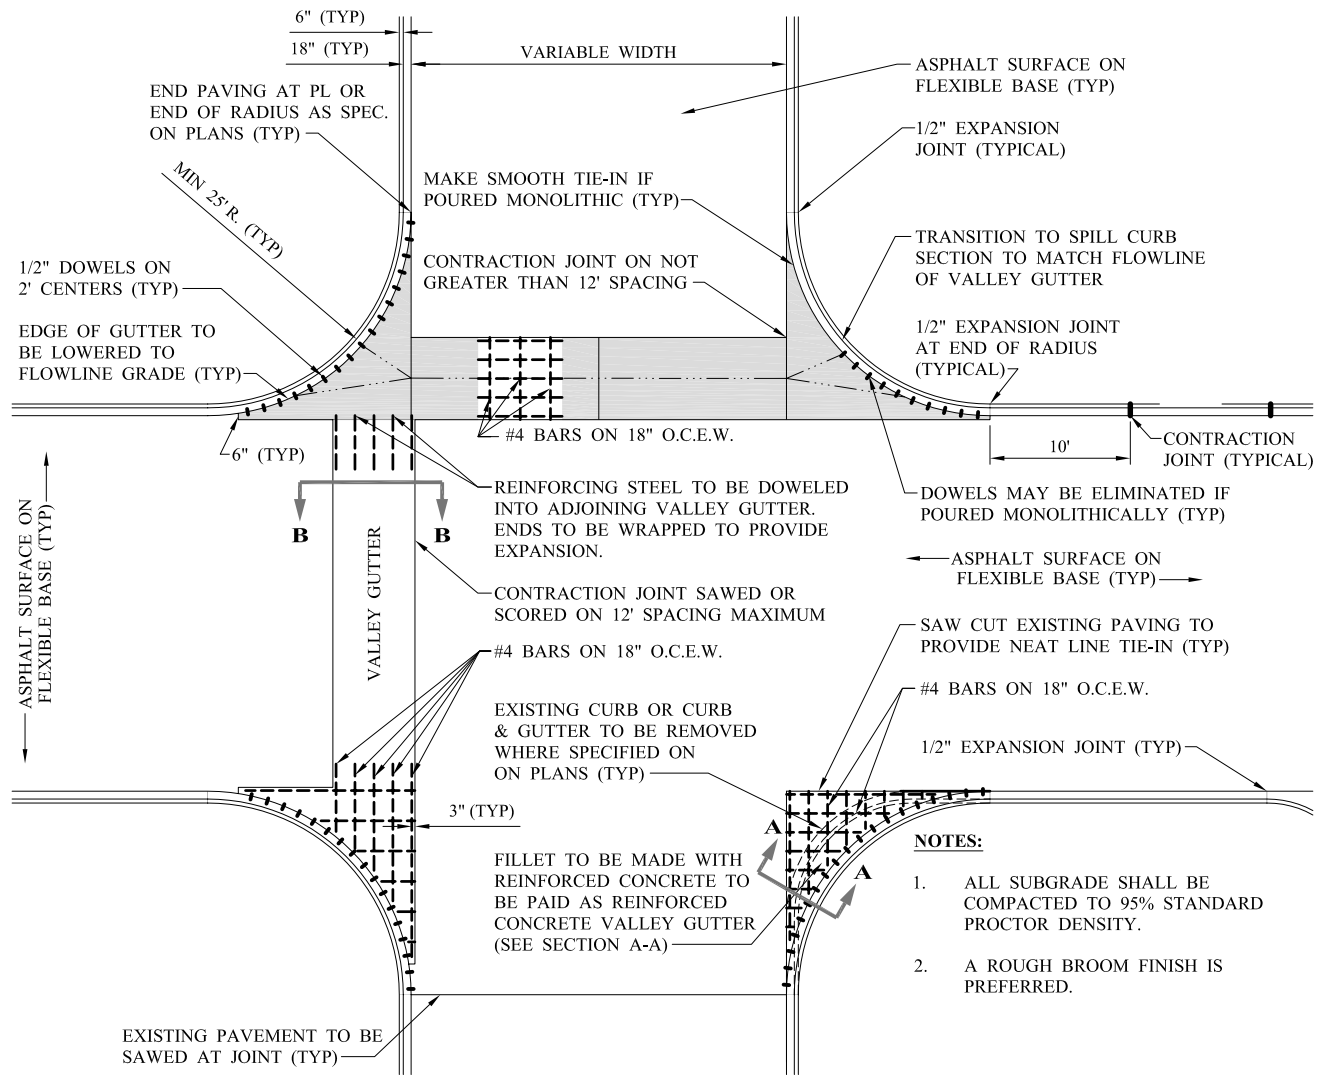 6" (TYP)
18" (TYP)
VARIABLE WIDTH
ASPHALT SURFACE ON
FLEXIBLE BASE (TYP)
END PAVING AT PL OR
END OF RADIUS AS SPEC.
ON PLANS (TYP)
1/2" EXPANSION
JOINT (TYPICAL)
MIN 25' R. (TYP)
MAKE SMOOTH TIE-IN IF
POURED MONOLITHIC (TYP)
TRANSITION TO SPILL CURB
SECTION TO MATCH FLOWLINE
OF VALLEY GUTTER
1/2" DOWELS ON
2' CENTERS (TYP)
CONTRACTION JOINT ON NOT
GREATER THAN 12' SPACING
EDGE OF GUTTER TO
BE LOWERED TO
FLOWLINE GRADE (TYP)
1/2" EXPANSION JOINT
AT END OF RADIUS
(TYPICAL)
6" (TYP)
#4 BARS ON 18" O.C.E.W.
10'
CONTRACTION
JOINT (TYPICAL)
REINFORCING STEEL TO BE DOWELED
INTO ADJOINING VALLEY GUTTER.
ENDS TO BE WRAPPED TO PROVIDE
EXPANSION.
DOWELS MAY BE ELIMINATED IF
POURED MONOLITHICALLY (TYP)
B
B
ASPHALT SURFACE ON
FLEXIBLE BASE (TYP)
ASPHALT SURFACE ON
FLEXIBLE BASE (TYP)
VALLEY GUTTER
CONTRACTION JOINT SAWED OR
SCORED ON 12' SPACING MAXIMUM
SAW CUT EXISTING PAVING TO
PROVIDE NEAT LINE TIE-IN (TYP)
#4 BARS ON 18" O.C.E.W.
#4 BARS ON 18" O.C.E.W.
EXISTING CURB OR CURB
& GUTTER TO BE REMOVED
WHERE SPECIFIED ON
ON PLANS (TYP)
1/2" EXPANSION JOINT (TYP)
3" (TYP)
A
A
FILLET TO BE MADE WITH
REINFORCED CONCRETE TO
BE PAID AS REINFORCED
CONCRETE VALLEY GUTTER
(SEE SECTION A-A)
NOTES:
1. ALL SUBGRADE SHALL BE
COMPACTED TO 95% STANDARD
PROCTOR DENSITY.
2. A ROUGH BROOM FINISH IS
PREFERRED.
EXISTING PAVEMENT TO BE
SAWED AT JOINT (TYP)